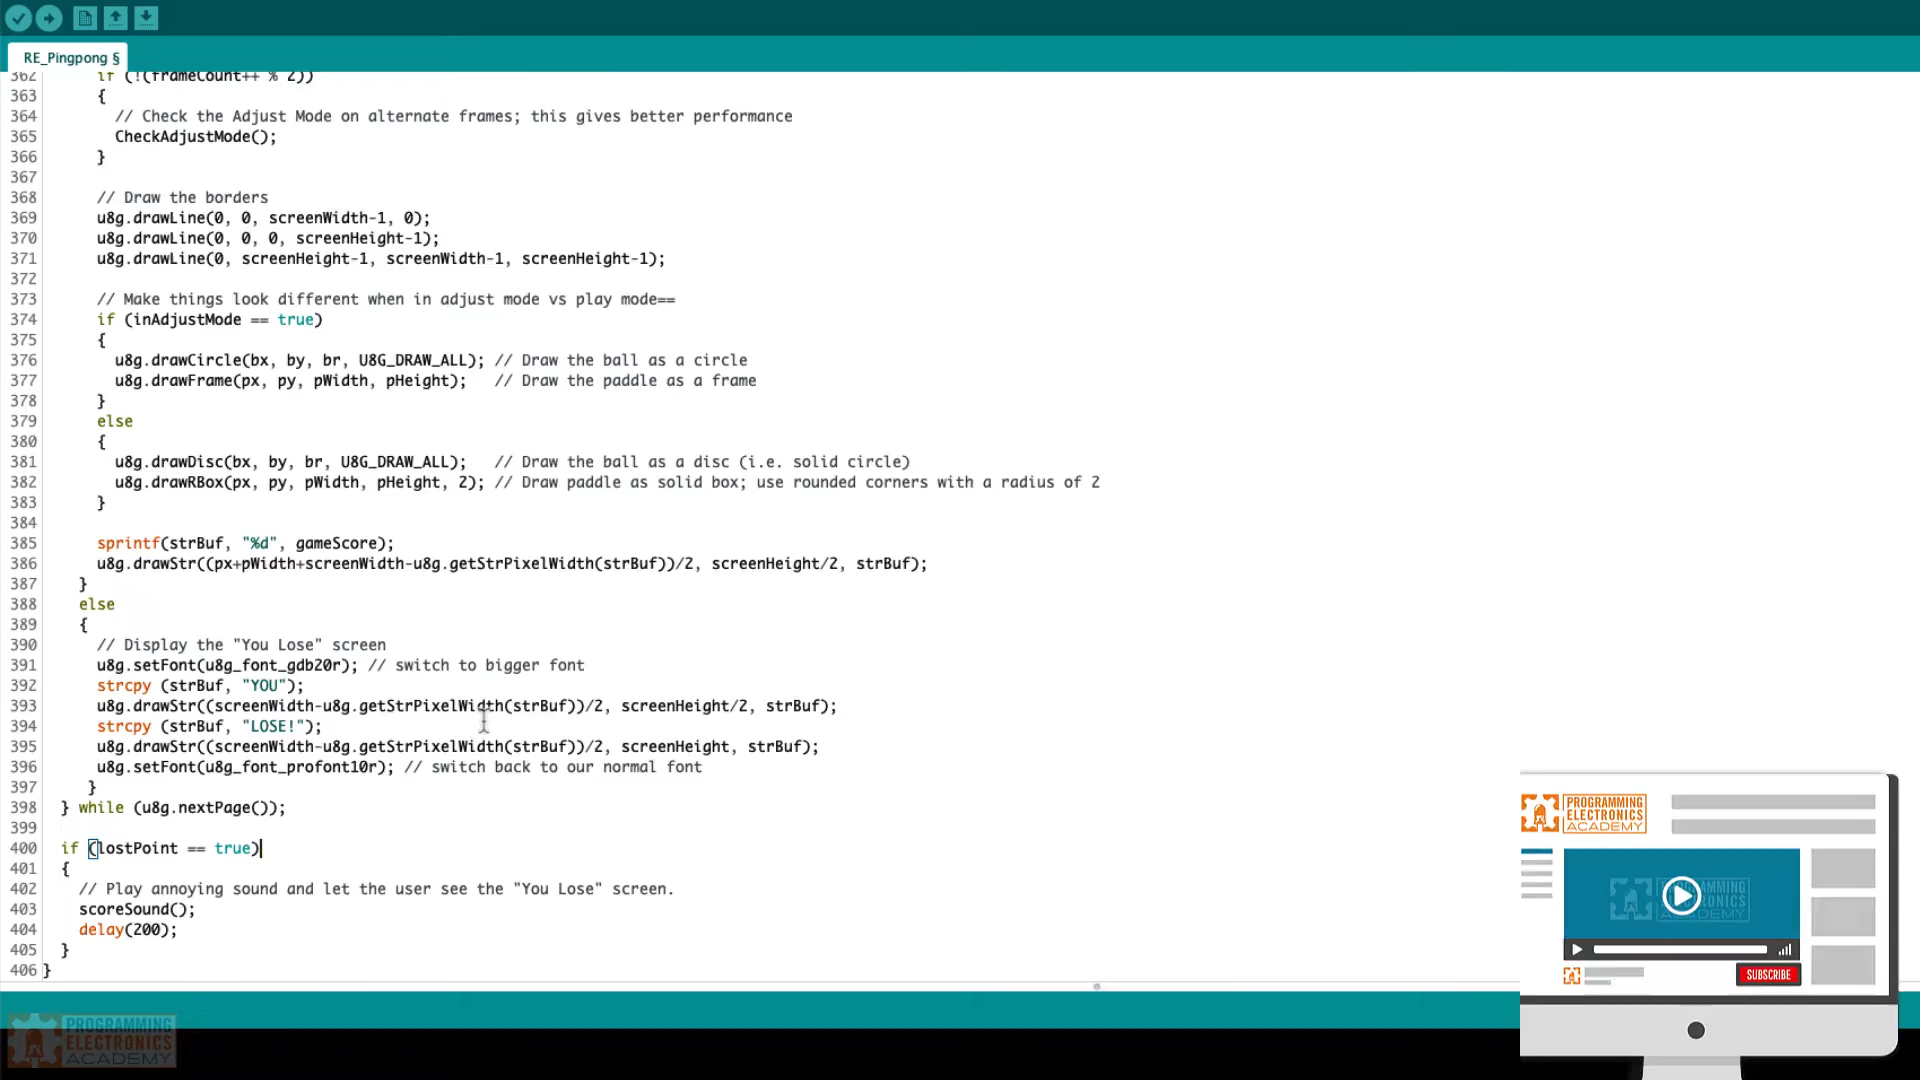 RE_Pingpong §
362 if (!(frameCount++ % 2))
363 {
364 // Check the Adjust Mode on alternate frames; this gives better performance
365 CheckAdjustMode();
366 }
367
368 // Draw the borders
369 u8g.drawLine(0, 0, screenWidth-1, 0);
370 u8g.drawLine(0, 0, 0, screenHeight-1);
371 u8g.drawLine(0, screenHeight-1, screenWidth-1, screenHeight-1);
372
373 // Make things look different when in adjust mode vs play mode==
374 if (inAdjustMode == true)
375 {
376 u8g.drawCircle(bx, by, br, U8G_DRAW_ALL); // Draw the ball as a circle
377 u8g.drawFrame(px, py, pWidth, pHeight); // Draw the paddle as a frame
378 }
379 else
380 {
381 u8g.drawDisc(bx, by, br, U8G_DRAW_ALL); // Draw the ball as a disc (i.e. solid circle)
382 u8g.drawRBox(px, py, pWidth, pHeight, 2); // Draw paddle as solid box; use rounded corners with a radius of 2
383 }
384
385 sprintf(strBuf, "%d", gameScore);
386 u8g.drawStr((px+pWidth+screenWidth-u8g.getStrPixelWidth(strBuf))/2, screenHeight/2, strBuf);
387 }
388 else
389 {
390 // Display the "You Lose" screen
391 u8g.setFont(u8g_font_gdb20r); // switch to bigger font
392 strcpy (strBuf, "YOU");
393 u8g.drawStr((screenWidth-u8g.getStrPixelWidth(strBuf))/2, screenHeight/2, strBuf);
394 strcpy (strBuf, "LOSE!");
395 u8g.drawStr((screenWidth-u8g.getStrPixelWidth(strBuf))/2, screenHeight, strBuf);
396 u8g.setFont(u8g_font_profont10r); // switch back to our normal font
397 }
398 } while (u8g.nextPage());
399
400 if (lostPoint == true)
401 {
402 // Play annoying sound and let the user see the "You Lose" screen.
403 scoreSound();
404 delay(200);
405 }
406 }
PROGRAMMING
ELECTRONICS
ACADEMY
PROGRAMMING
ELECTRONICS
ACADEMY
SUBSCRIBE
PROGRAMMING
ELECTRONICS
ACADEMY